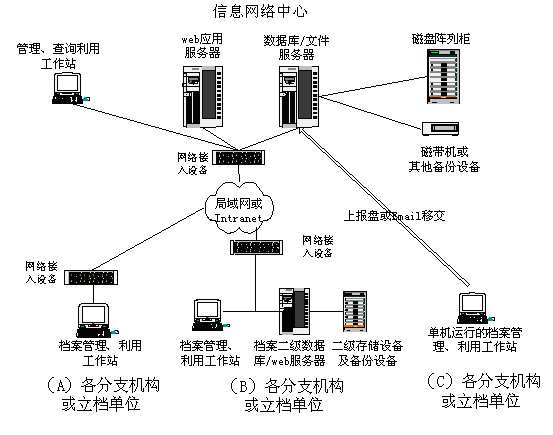 信息网络中心
管理、查询利用
工作站
web应用
服务器
数据库/文件
服务器
磁盘阵列柜
磁带机或
其他备份设备
网络接
入设备
局域网或
Intranet
上报盘或Email移交
网络接
入设备
网络接
入设备
档案管理、利用
工作站
档案管理、
利用工作站
档案二级数据
库/web服务器
二级存储设备
及备份设备
单机运行的档案管
理、利用工作站
(A) 各分支机构
或立档单位
(B) 各分支机构
或立档单位
(C) 各分支机构
或立档单位